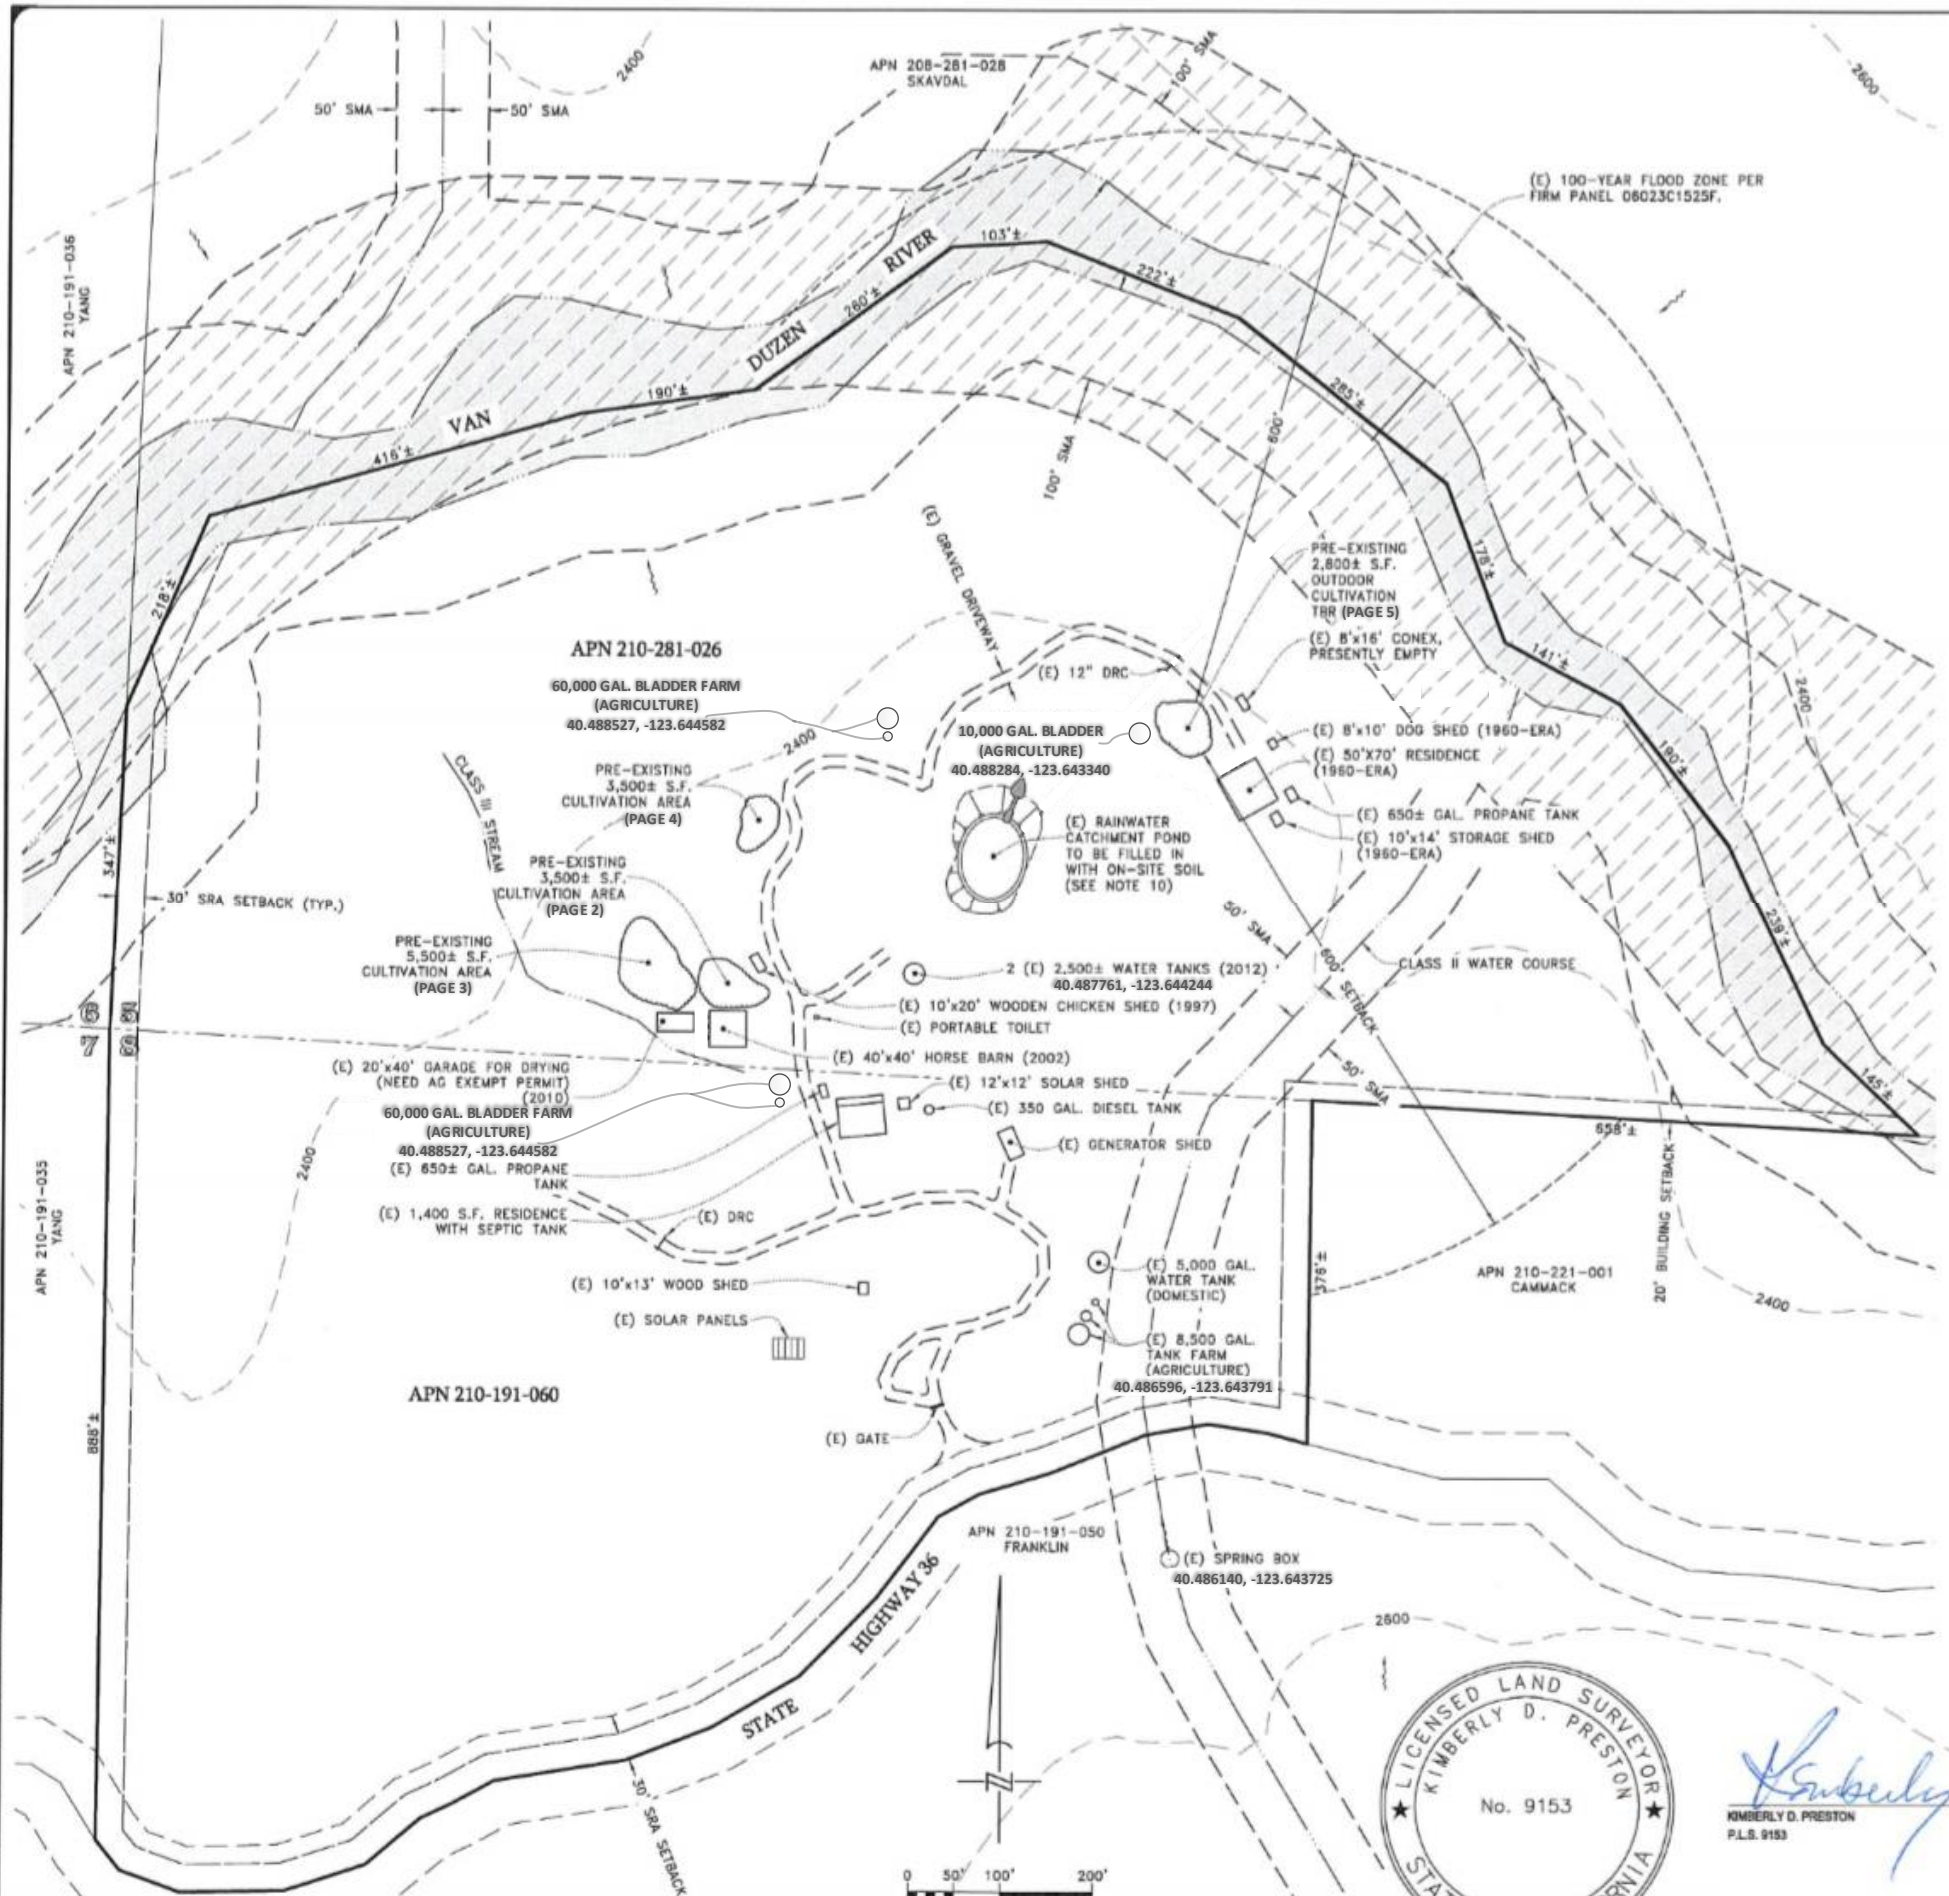 APN 208-281-028
SKAVDAL
100' SMA
2400
2600
50' SMA
50' SMA
(E) 100-YEAR FLOOD ZONE PER
FIRM PANEL 06023C1525F.
APN 210-191-036
YANG
VAN DUZEN RIVER
218'±
416'±
190'±
260'±
103'±
222'±
285'±
178'±
141'±
190'±
239'±
145'±
600'
100' SMA
2400
(E) GRAVEL DRIVEWAY
PRE-EXISTING
2,800± S.F.
OUTDOOR
CULTIVATION
TBR (PAGE 5)
(E) 8'x16' CONEX,
PRESENTLY EMPTY
APN 210-281-026
60,000 GAL. BLADDER FARM
(AGRICULTURE)
40.488527, -123.644582
(E) 12" DRC
10,000 GAL. BLADDER
(AGRICULTURE)
40.488284, -123.643340
(E) 8'x10' DOG SHED (1960-ERA)
(E) 50'X70' RESIDENCE
(1960-ERA)
2400
CLASS III STREAM
PRE-EXISTING
3,500± S.F.
CULTIVATION AREA
(PAGE 4)
(E) 650± GAL. PROPANE TANK
(E) 10'x14' STORAGE SHED
(1960-ERA)
(E) RAINWATER
CATCHMENT POND
TO BE FILLED IN
WITH ON-SITE SOIL
(SEE NOTE 10)
347'±
PRE-EXISTING
3,500± S.F.
CULTIVATION AREA
(PAGE 2)
30' SRA SETBACK (TYP.)
50' SMA
PRE-EXISTING
5,500± S.F.
CULTIVATION AREA
(PAGE 3)
600' SETBACK
CLASS II WATER COURSE
2 (E) 2,500± WATER TANKS (2012)
40.487761, -123.644244
(E) 10'x20' WOODEN CHICKEN SHED (1997)
(E) PORTABLE TOILET
7
(E) 40'x40' HORSE BARN (2002)
(E) 20'x40' GARAGE FOR DRYING
(NEED AG EXEMPT PERMIT)
(2010)
60,000 GAL. BLADDER FARM
(AGRICULTURE)
40.488527, -123.644582
(E) 650± GAL. PROPANE
TANK
(E) 1,400 S.F. RESIDENCE
WITH SEPTIC TANK
(E) 12'x12' SOLAR SHED
(E) 350 GAL. DIESEL TANK
(E) GENERATOR SHED
50' SMA
658'±
20' BUILDING SETBACK
2400
APN 210-191-035
YANG
(E) DRC
376'±
APN 210-221-001
CAMMACK
2400
(E) 10'x13' WOOD SHED
(E) SOLAR PANELS
(E) 5,000 GAL.
WATER TANK
(DOMESTIC)
(E) 8,500 GAL.
TANK FARM
(AGRICULTURE)
40.486596, -123.643791
APN 210-191-060
888'±
(E) GATE
APN 210-191-050
FRANKLIN
(E) SPRING BOX
40.486140, -123.643725
STATE HIGHWAY 36
2600
30' SRA SETBACK
N
0 50' 100' 200'
LICENSED LAND SURVEYOR
KIMBERLY D. PRESTON
No. 9153
Kimberly
KIMBERLY D. PRESTON
P.L.S. 9153